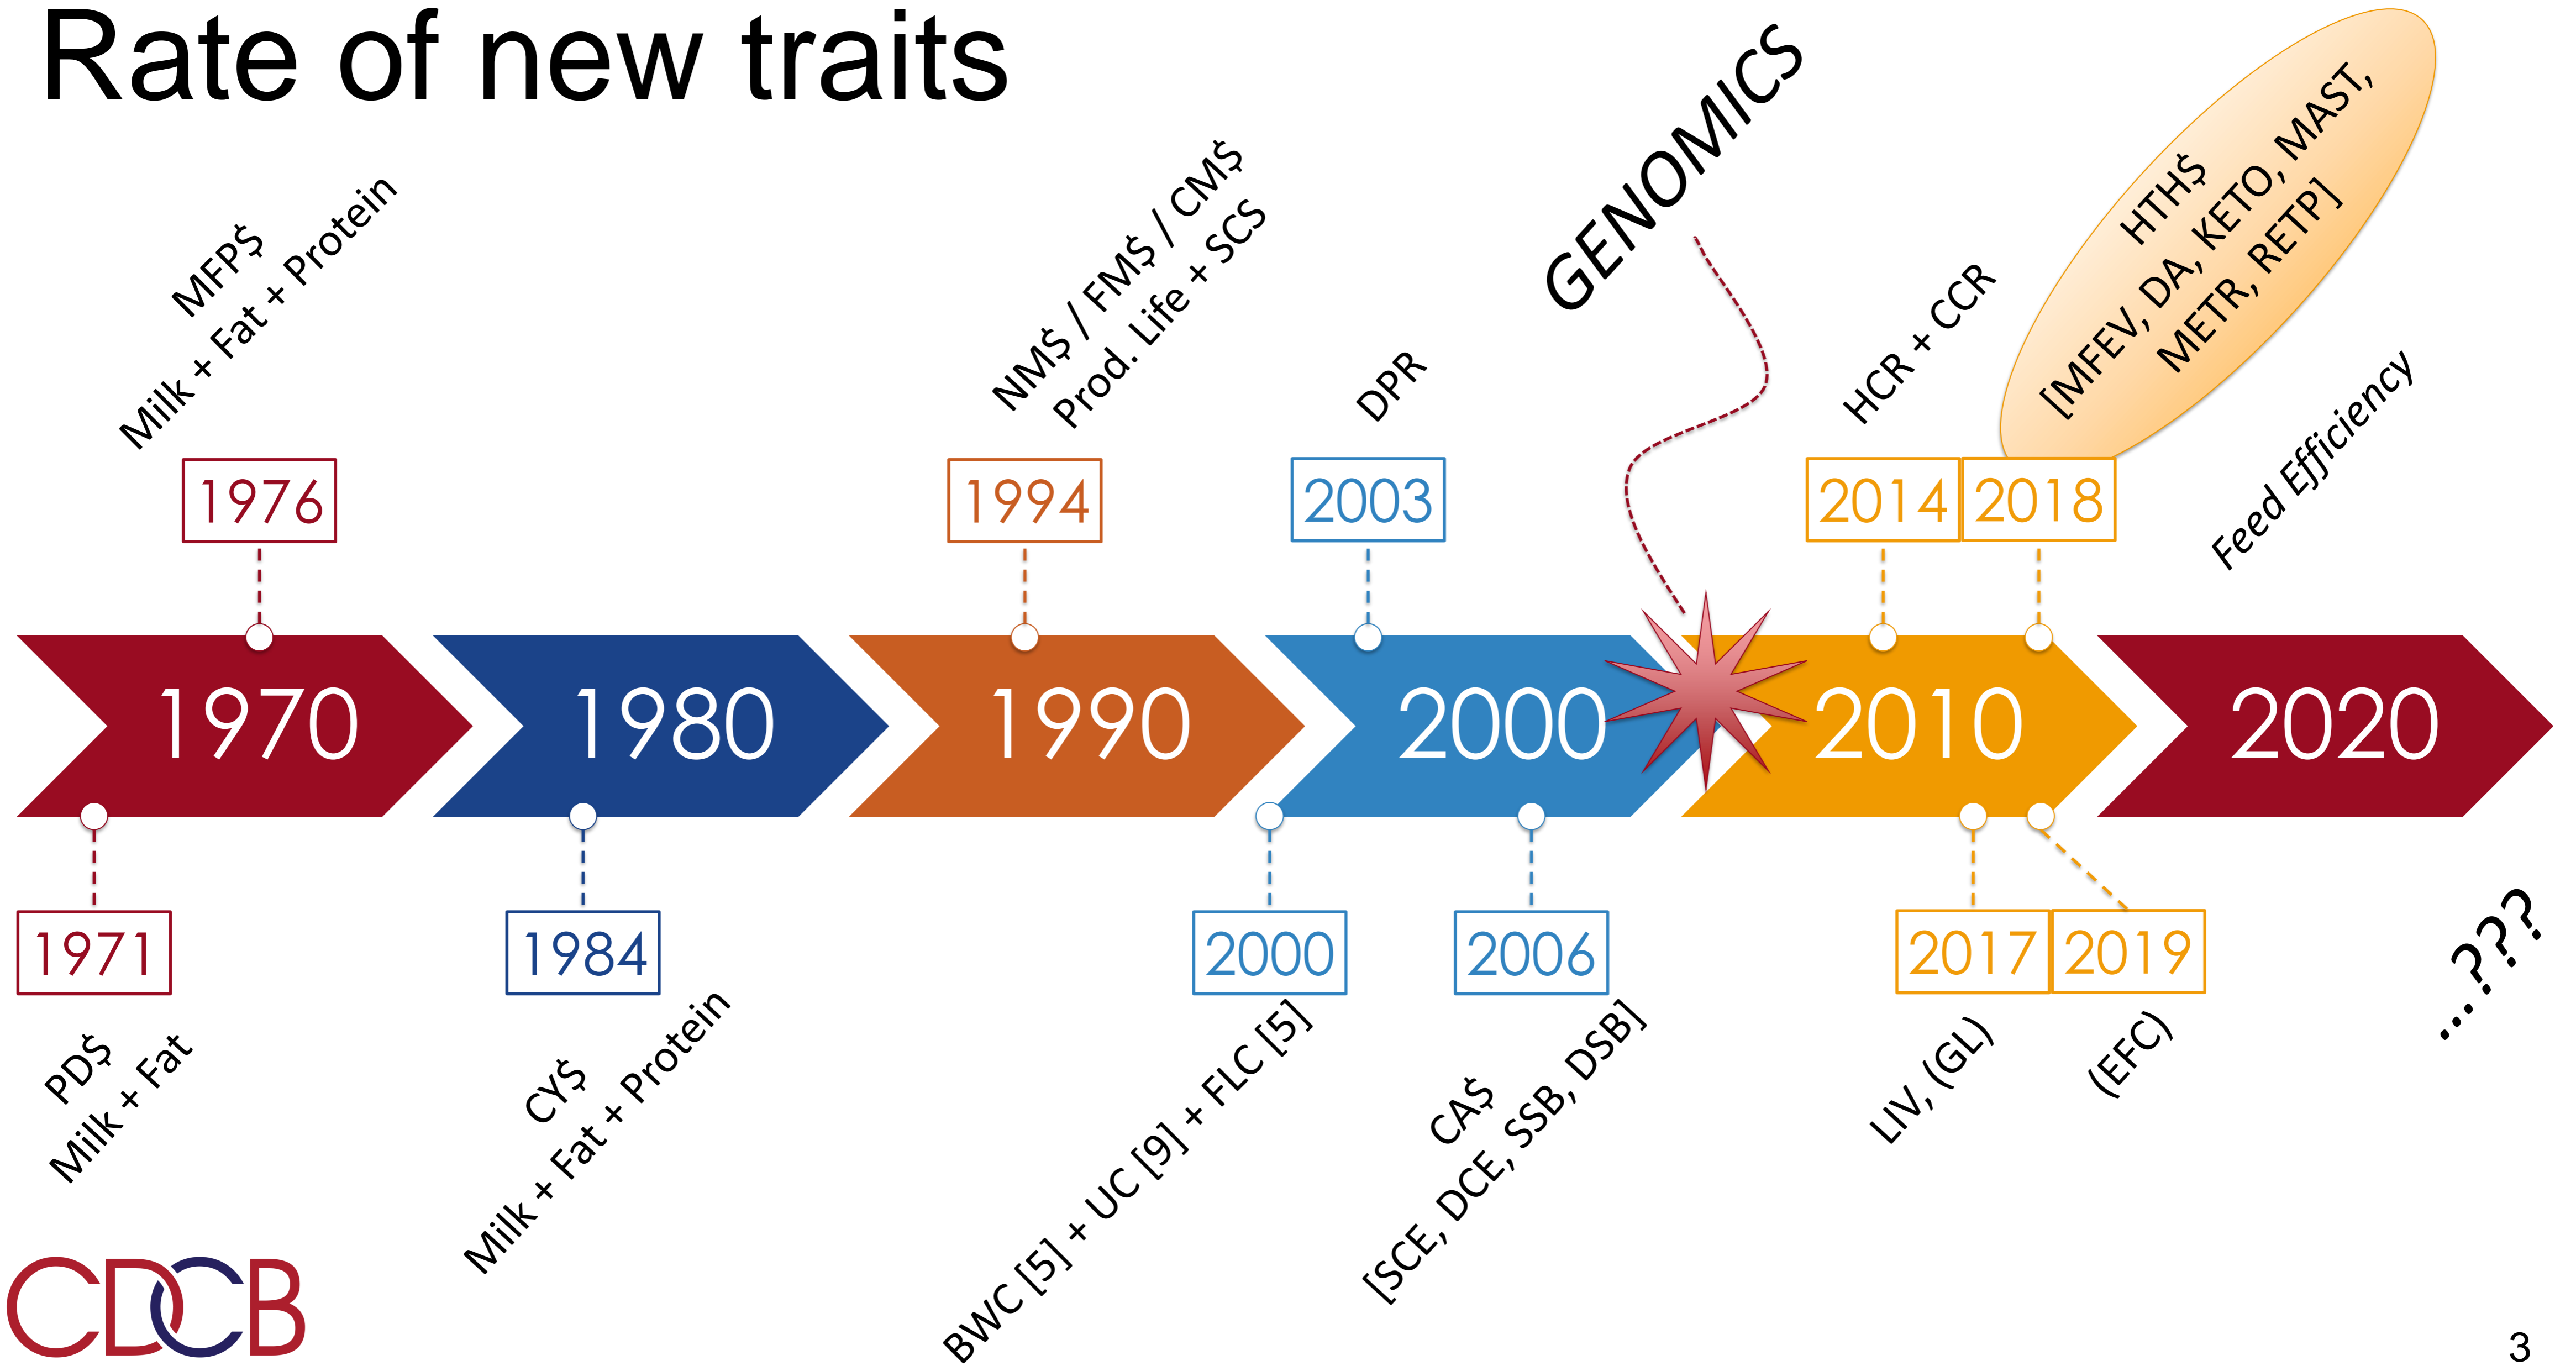 Rate of new traits
MFP$
Milk + Fat + Protein
NM$ / FM$ / CM$
Prod. Life + SCS
DPR
GENOMICS
HCR + CCR
HTH$
[MFEV, DA, KETO, MAST,
METR, RETP]
Feed Efficiency
1976
1994
2003
2014
2018
1970
1980
1990
2000
2010
2020
1971
1984
2000
2006
2017
2019
PD$
Milk + Fat
CY$
Milk + Fat + Protein
BWC [5] + UC [9] + FLC [5]
CA$
[SCE, DCE, SSB, DSB]
LIV, (GL)
(EFC)
...???
CDCB
3